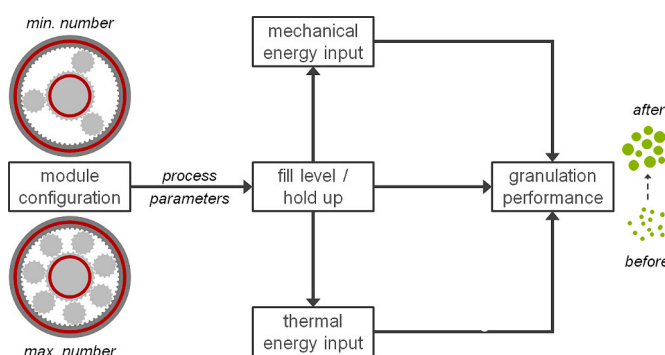 min. number
mechanical
energy input
after
module
configuration
process
parameters
fill level /
hold up
granulation
performance
before
thermal
energy input
max. number